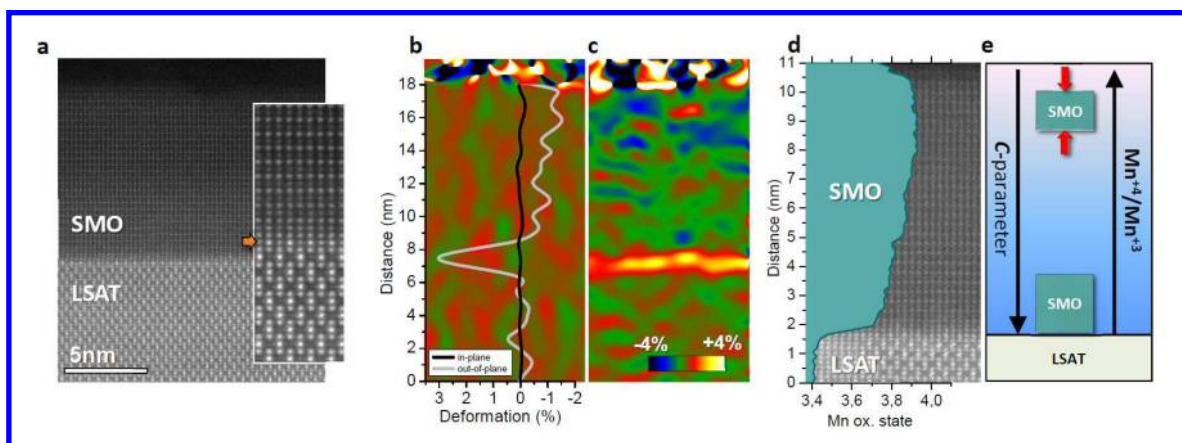 a
SMO
LSAT
5nm
b
Distance (nm)
18
16
14
12
10
8
6
4
2
0
in-plane
out-of-plane
3 2 1 0 -1 -2
Deformation (%)
c
-4% +4%
d
Distance (nm)
11
10
9
8
7
6
5
4
3
2
1
0
SMO
LSAT
3,4 3,6 3,8 4,0
Mn ox. state
e
SMO
C-parameter
Mn+4/Mn+3
SMO
LSAT